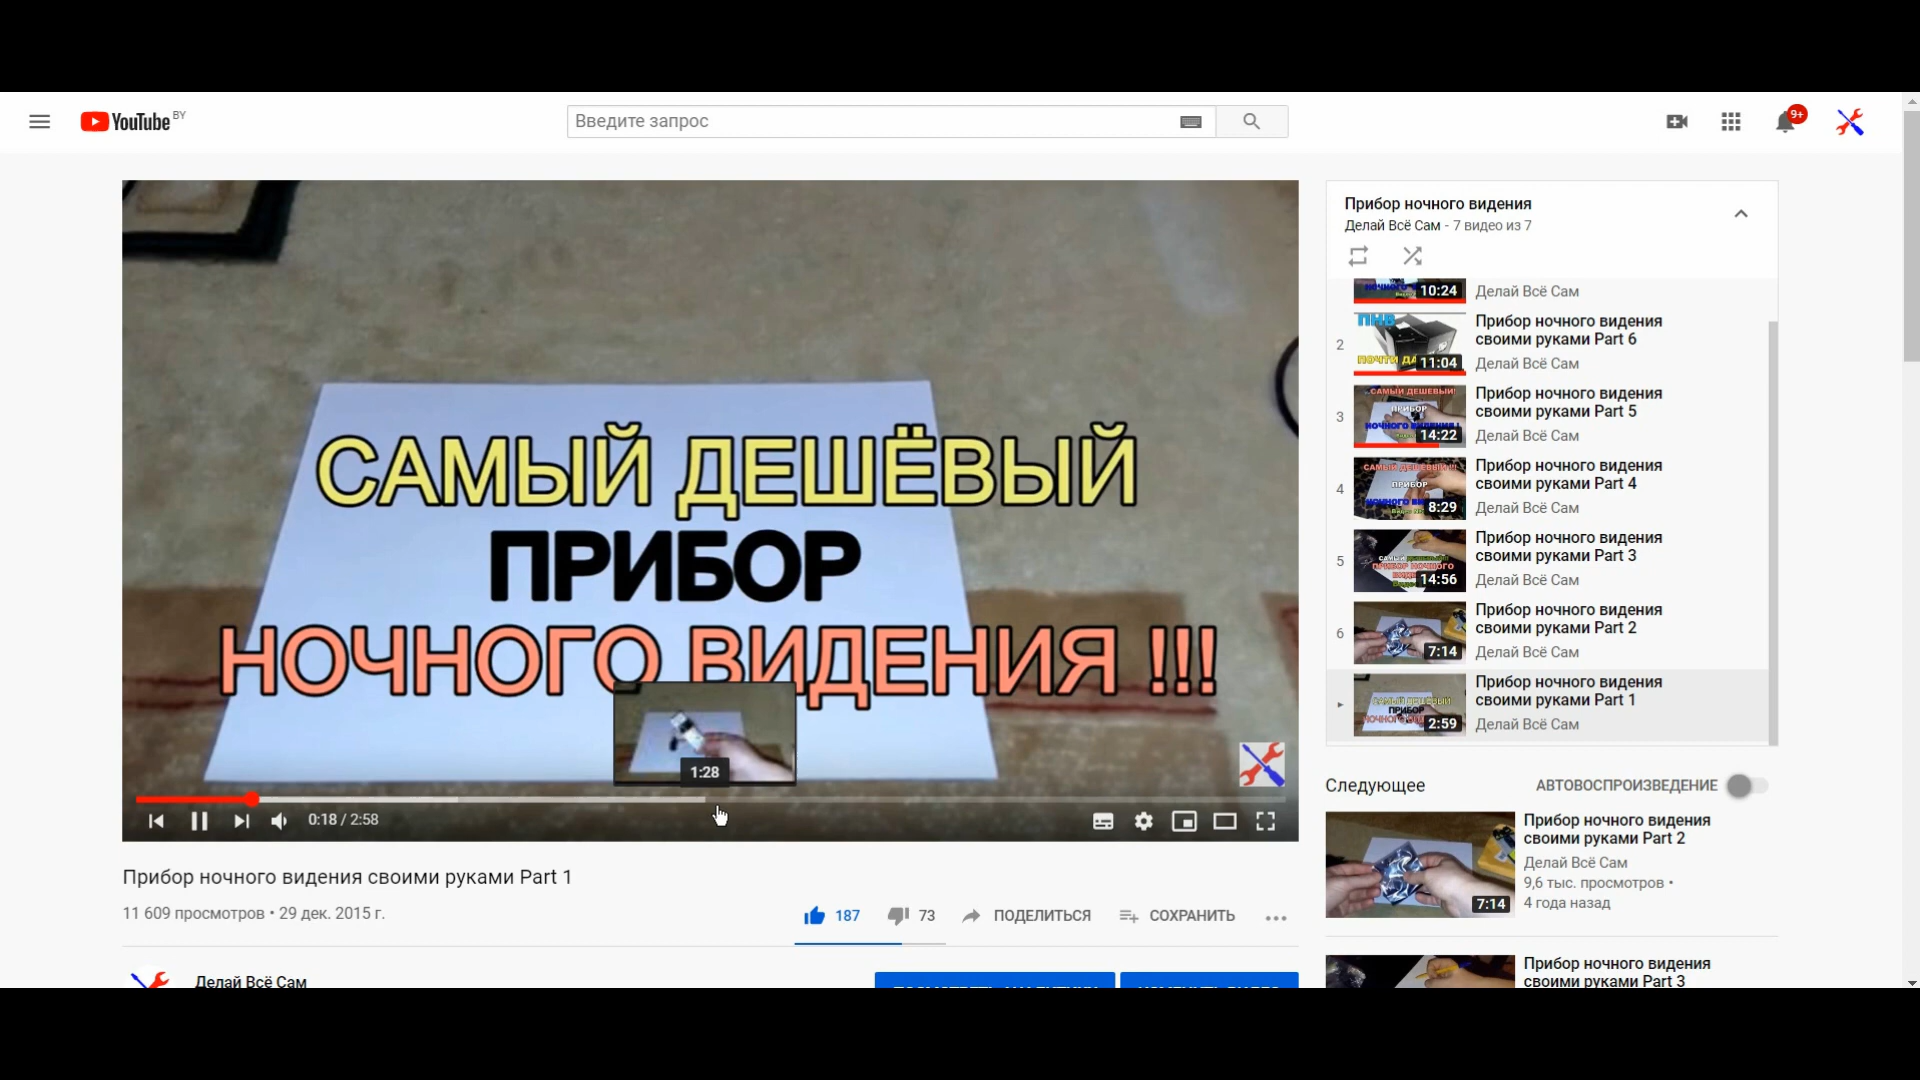 YouTube BY
Введите запрос
9+
САМЫЙ ДЕШЁВЫЙ
ПРИБОР
НОЧНОГО ВИДЕНИЯ !!!
1:28
0:18 / 2:58
Прибор ночного видения своими руками Part 1
11 609 просмотров • 29 дек. 2015 г.
187
73
ПОДЕЛИТЬСЯ
СОХРАНИТЬ
Делай Всё Сам
Прибор ночного видения
Делай Всё Сам - 7 видео из 7
10:24
Делай Всё Сам
2
ПНВ
11:04
Прибор ночного видения
своими руками Part 6
Делай Всё Сам
3
САМЫЙ ДЕШЕВЫЙ!
ПРИБОР
14:22
Прибор ночного видения
своими руками Part 5
Делай Всё Сам
4
ПРИБОР
8:29
Прибор ночного видения
своими руками Part 4
Делай Всё Сам
5
14:56
Прибор ночного видения
своими руками Part 3
Делай Всё Сам
6
7:14
Прибор ночного видения
своими руками Part 2
Делай Всё Сам
ПРИБОР
2:59
Прибор ночного видения
своими руками Part 1
Делай Всё Сам
Следующее
АВТОВОСПРОИЗВЕДЕНИЕ
7:14
Прибор ночного видения
своими руками Part 2
Делай Всё Сам
9,6 тыс. просмотров •
4 года назад
Прибор ночного видения
своими руками Part 3